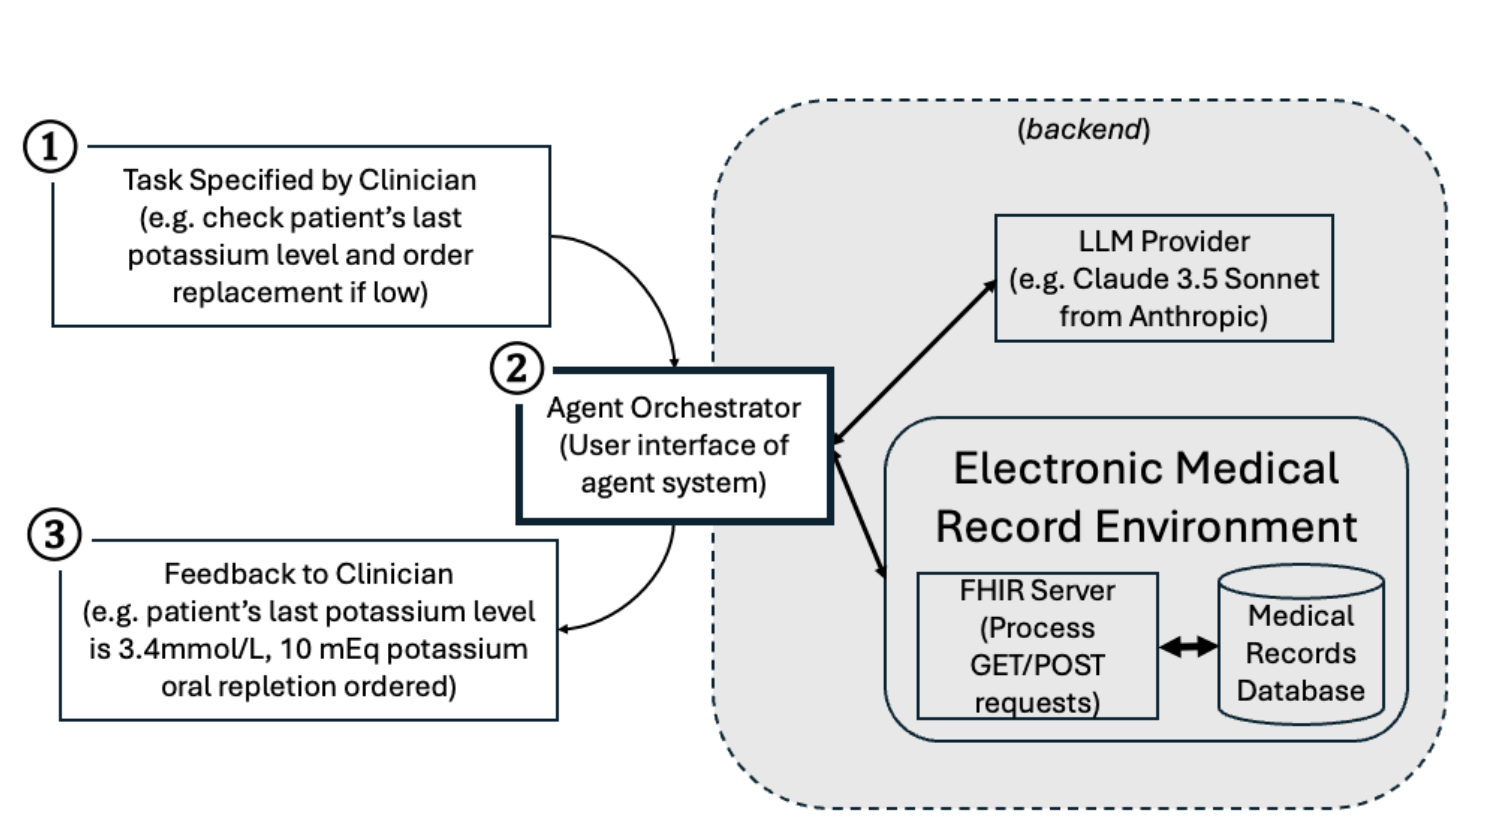 1
Task Specified by Clinician
(e.g. check patient’s last
potassium level and order
replacement if low)
2
Agent Orchestrator
(User interface of
agent system)
3
Feedback to Clinician
(e.g. patient’s last potassium level
is 3.4mmol/L, 10 mEq potassium
oral repletion ordered)
(backend)
LLM Provider
(e.g. Claude 3.5 Sonnet
from Anthropic)
Electronic Medical
Record Environment
FHIR Server
(Process
GET/POST
requests)
Medical
Records
Database